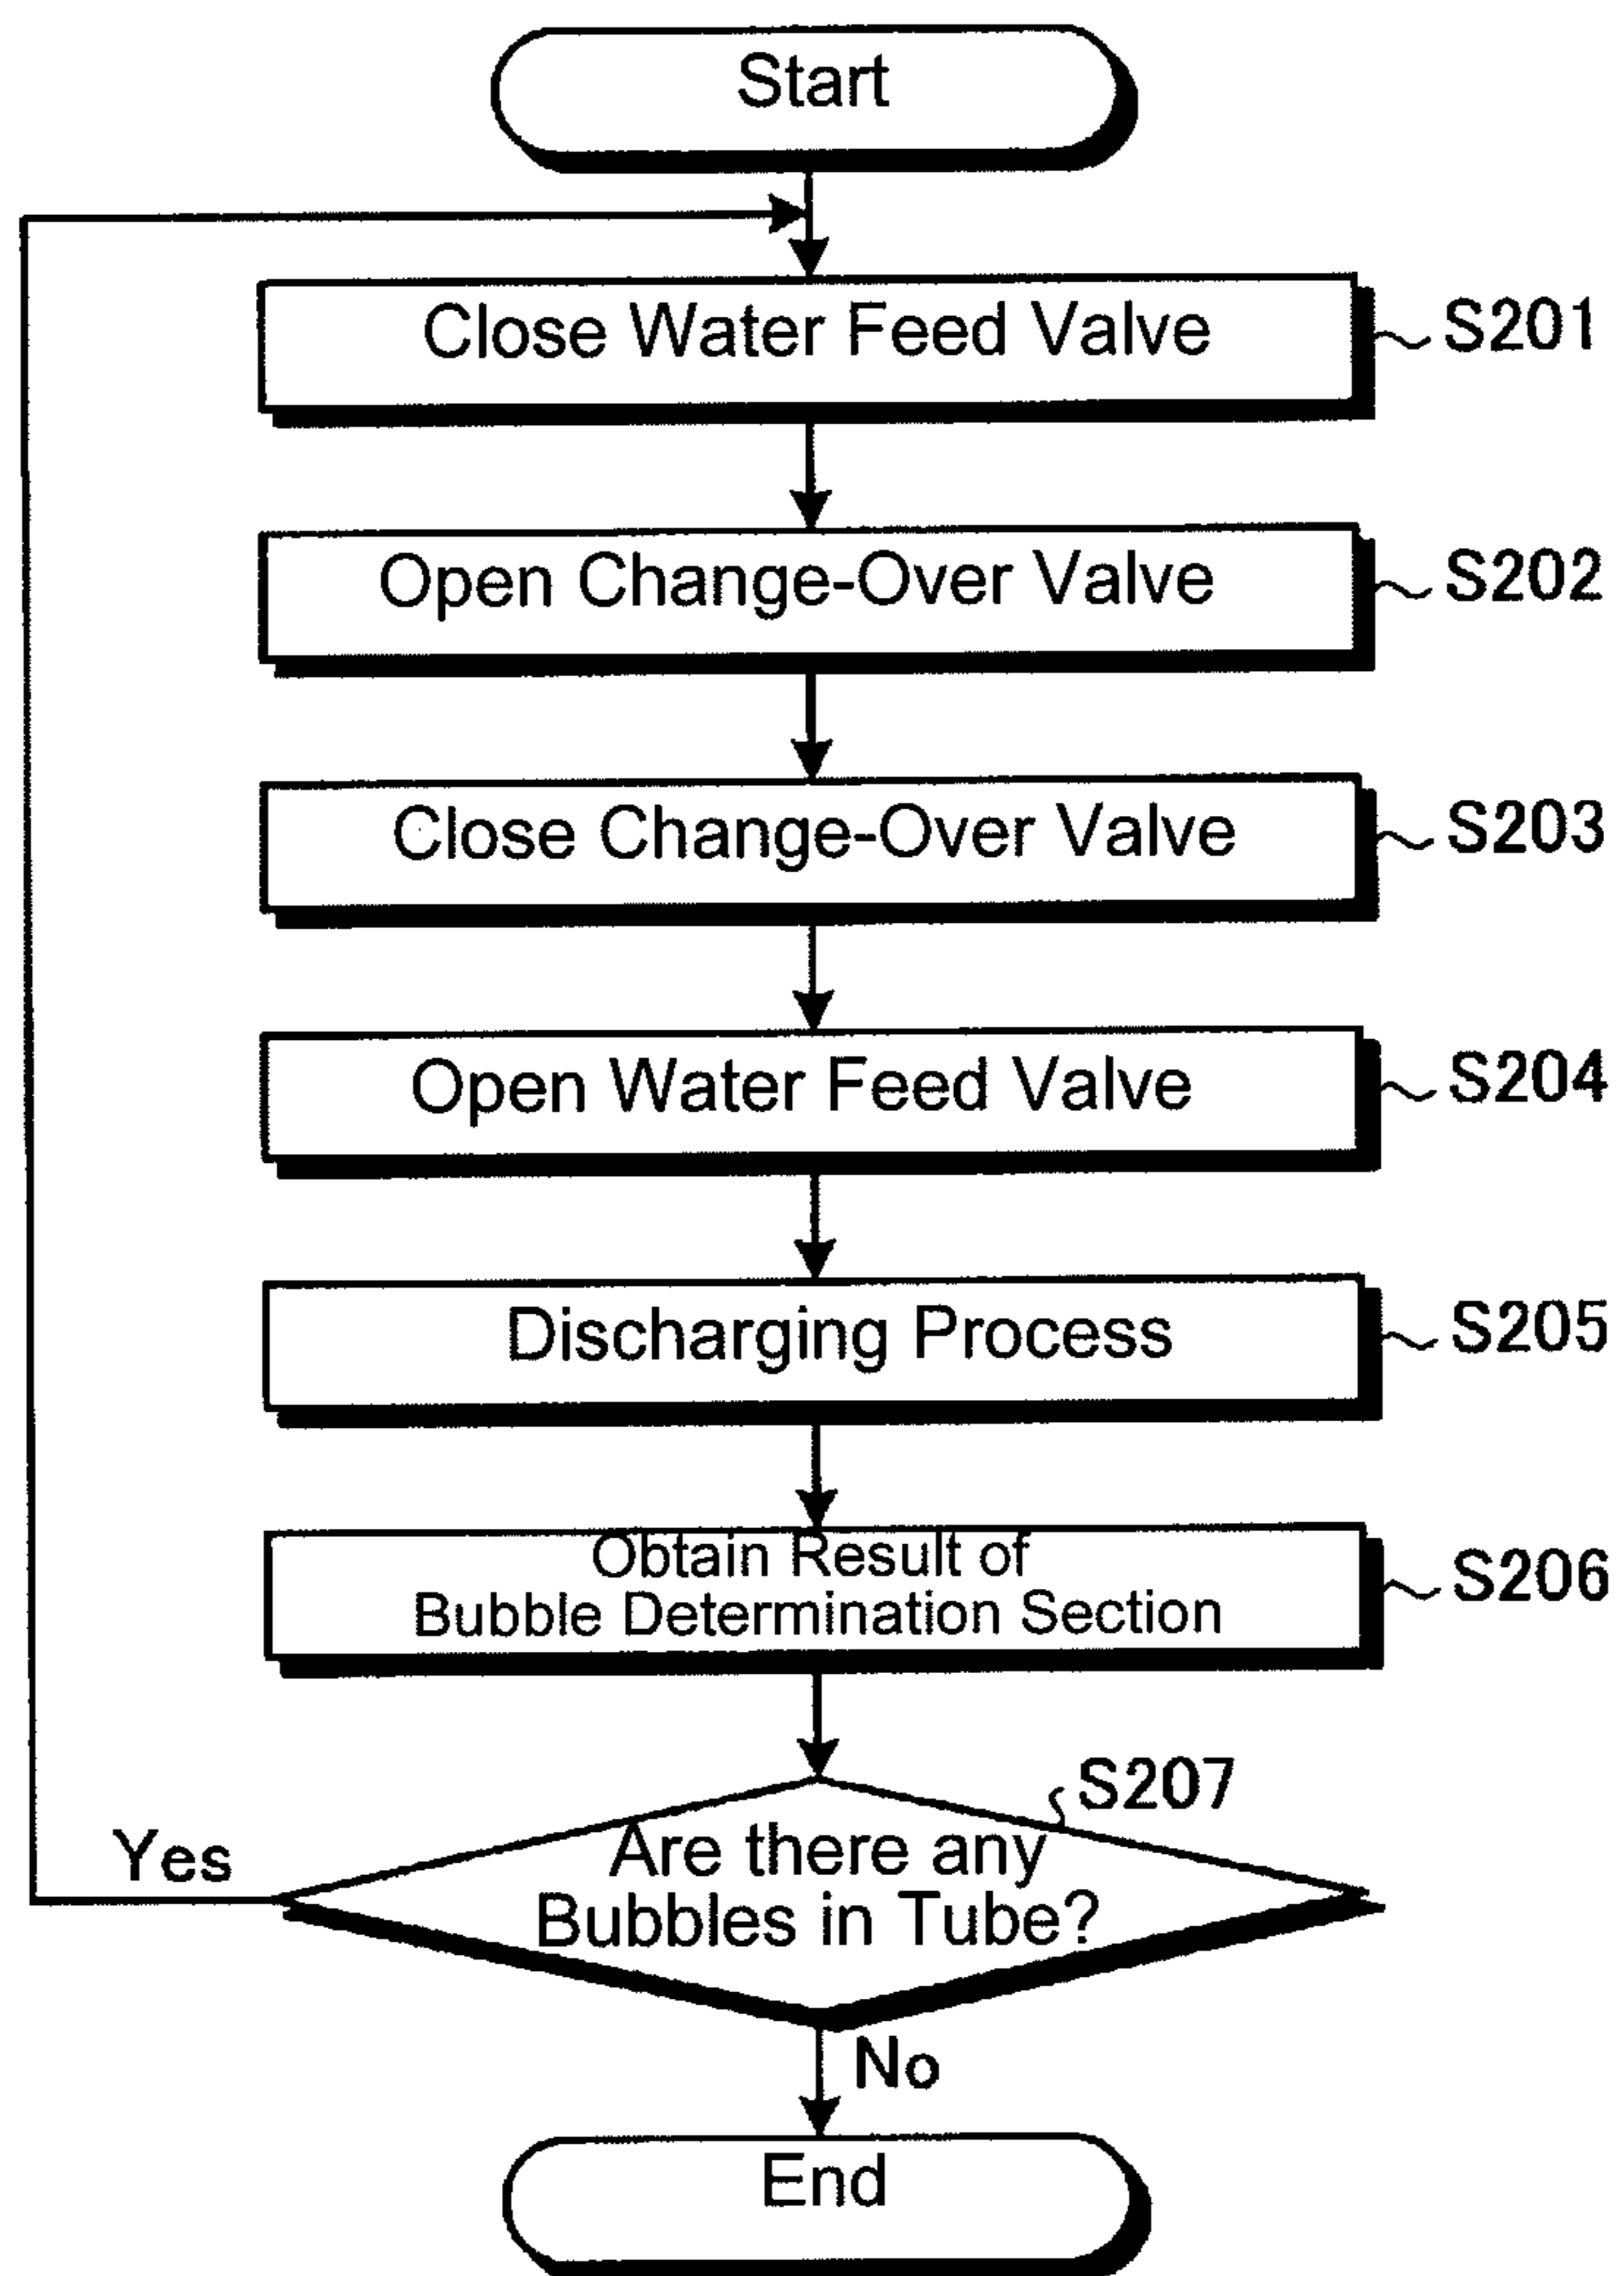 Start
Close Water Feed Valve
S201
Open Change-Over Valve
S202
Close Change-Over Valve
S203
Open Water Feed Valve
S204
Discharging Process
S205
Obtain Result of
Bubble Determination Section
S206
S207
Are there any
Bubbles in Tube?
Yes
No
End